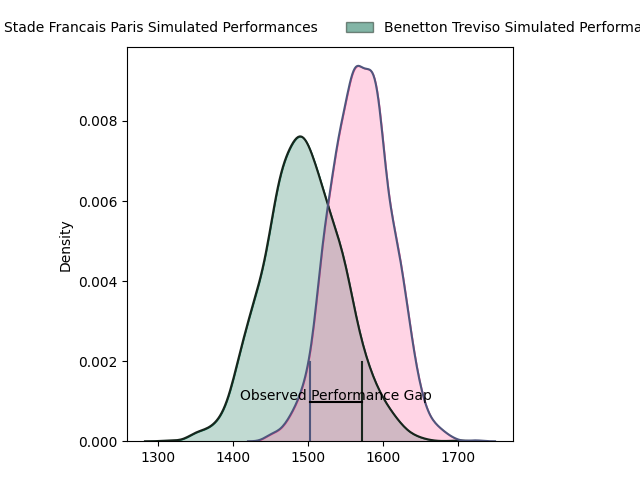 Stade Francais Paris Simulated Performances
Benetton Treviso Simulated
0.008
0.006
0.004
0.002
0.000
Density
Observed Performance Gap
1300 1400 1500 1600 1700